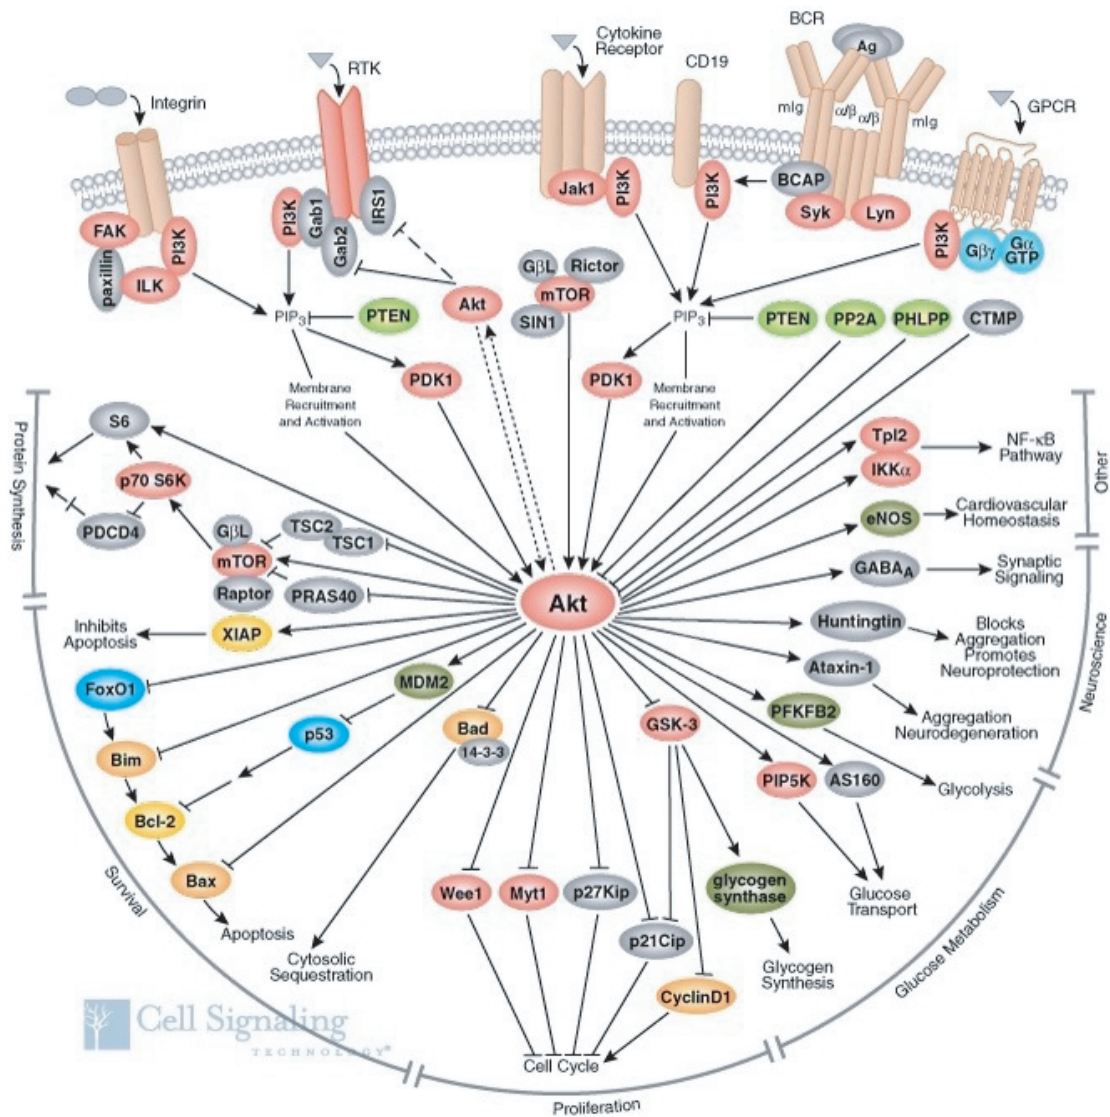 BCR
Ag
Cytokine
Receptor
RTK
CD19
Integrin
mIg
α/β
α/β
mIg
GPCR
FAK
PI3K
paxillin
ILK
PI3K
Gab1
Gab2
IRS1
Jak1
PI3K
PI3K
BCAP
Syk
Lyn
PI3K
Gβγ
Gα
GTP
GβL
Rictor
mTOR
SIN1
Akt
PIP3
PTEN
PIP3
PTEN
PP2A
PHLPP
CTMP
PDK1
PDK1
Membrane
Recruitment
and Activation
Membrane
Recruitment
and Activation
Protein Synthesis
S6
p70 S6K
PDCD4
GβL
TSC2
TSC1
mTOR
Raptor
PRAS40
Tpl2
IKKα
NF-κB
Pathway
Other
eNOS
Cardiovascular
Homeostasis
GABAA
Synaptic
Signaling
Akt
Inhibits
Apoptosis
XIAP
Huntingtin
Blocks
Aggregation
Promotes
Neuroprotection
Neuroscience
Ataxin-1
Aggregation
Neurodegeneration
FoxO1
MDM2
PFKFB2
p53
Bad
14-3-3
GSK-3
Bim
PIP5K
AS160
Glycolysis
Bcl-2
Bax
Survival
Apoptosis
Wee1
Myt1
p27Kip
p21Cip
glycogen
synthase
Glucose
Transport
Glucose Metabolism
Cytosolic
Sequestration
Glycogen
Synthesis
CyclinD1
Cell Signaling
TECHNOLOGY®
Cell Cycle
Proliferation